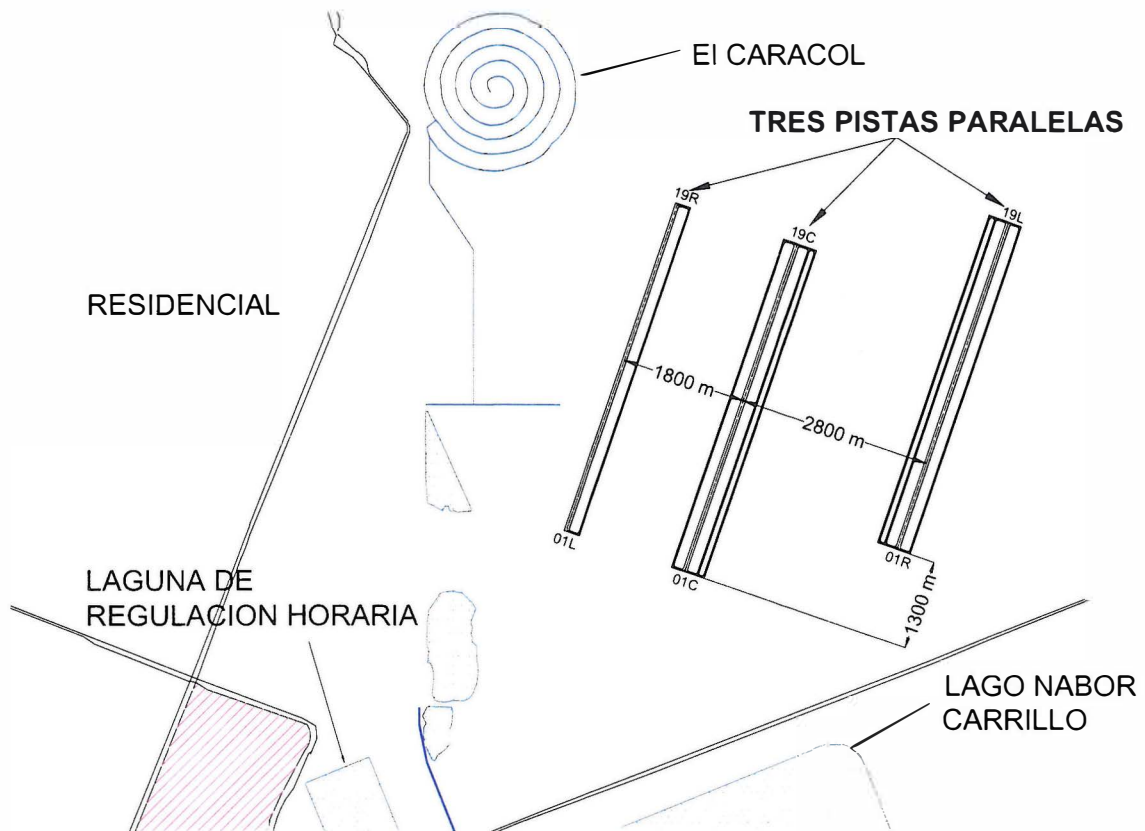 El CARACOL
TRES PISTAS PARALELAS
19R
19L
19C
RESIDENCIAL
1800 m
2800 m
01L
01R
01C
1300 m
LAGUNA DE
REGULACION HORARIA
LAGO NABOR
CARRILLO